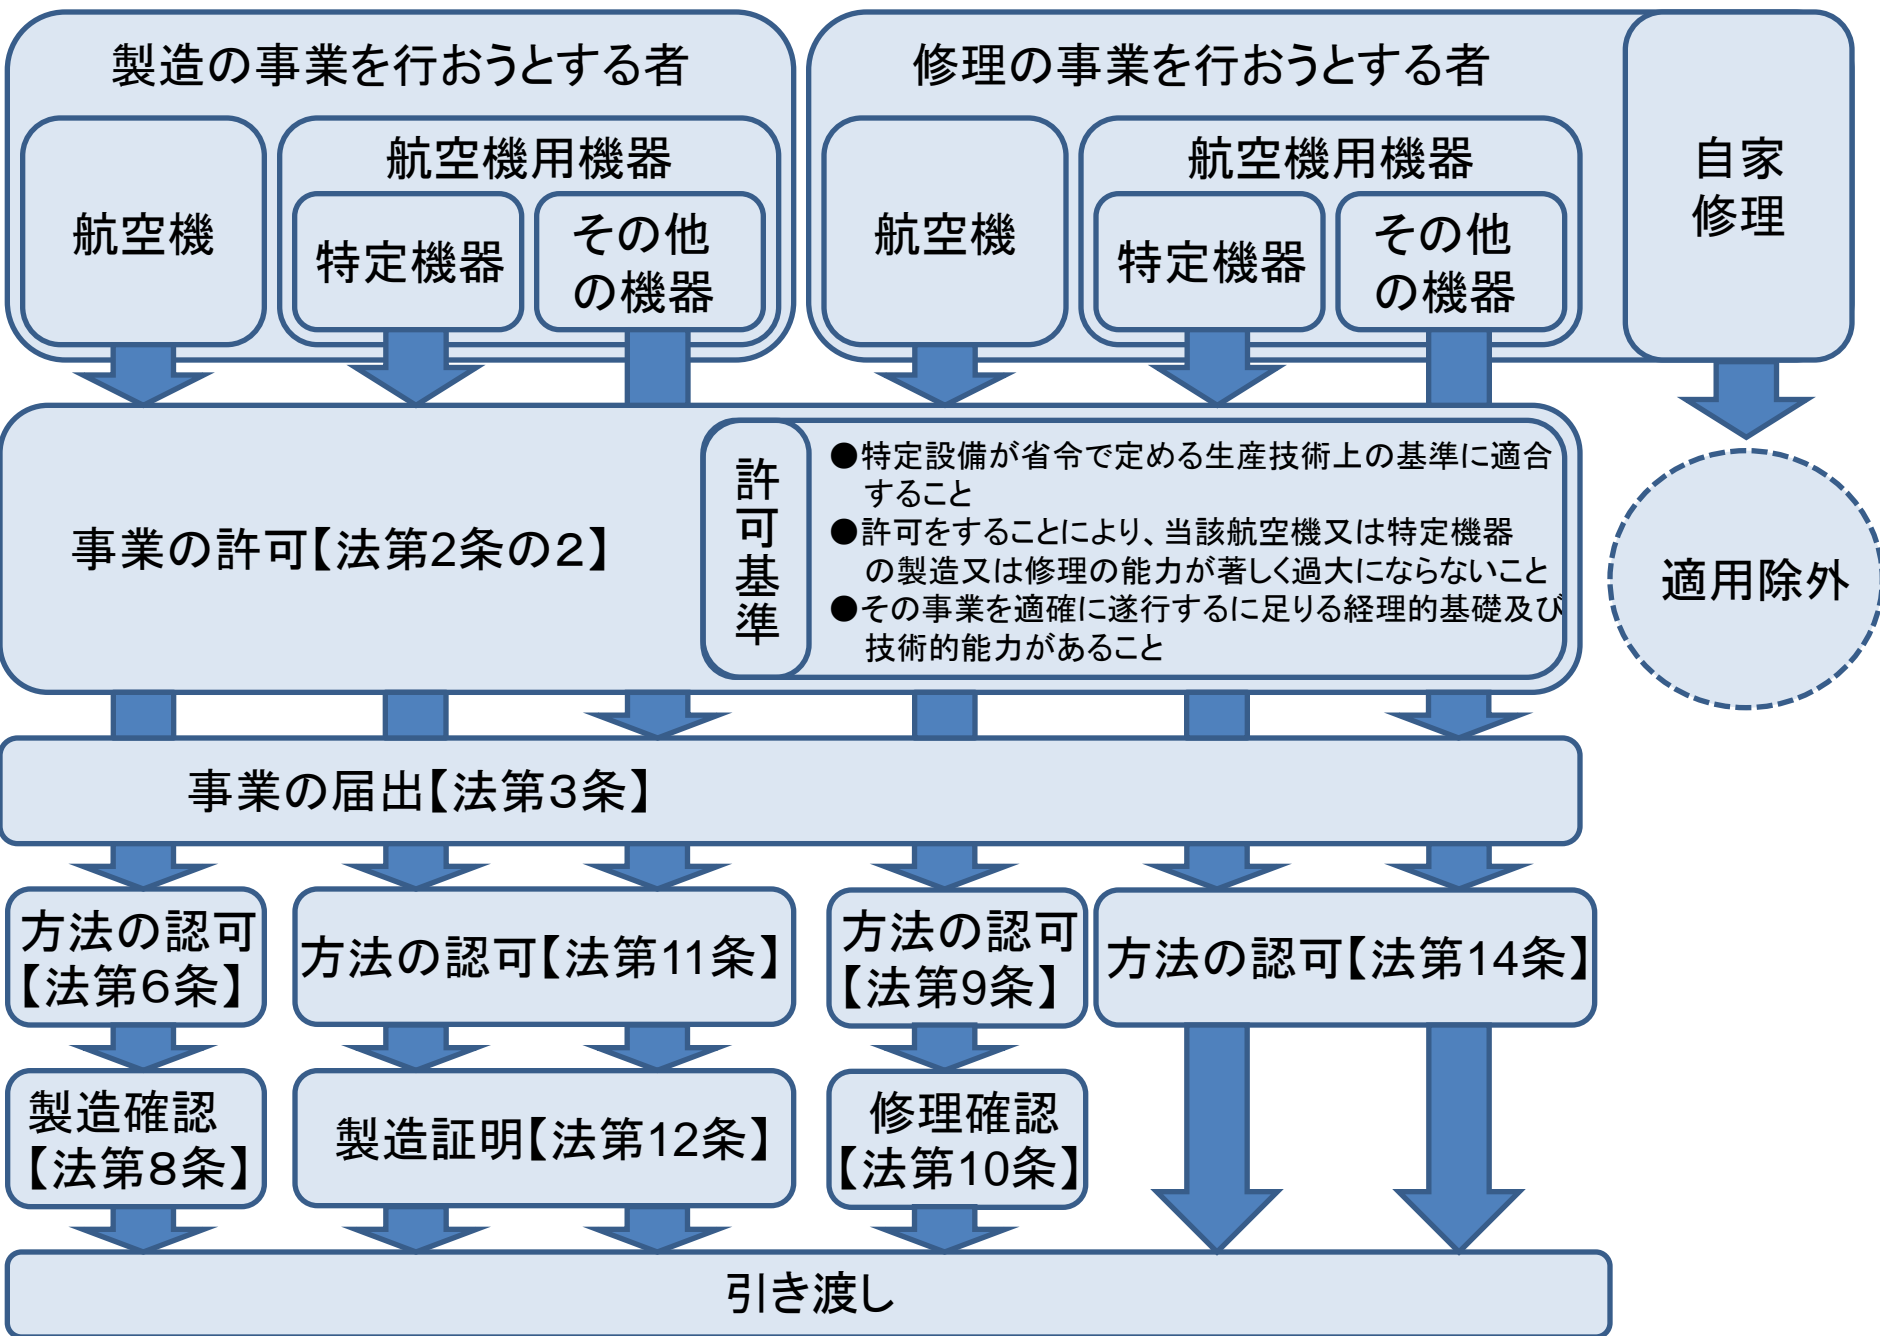 製造の事業を行おうとする者
航空機
航空機用機器
特定機器
その他
の機器
修理の事業を行おうとする者
航空機
航空機用機器
特定機器
その他
の機器
自家
修理
事業の許可【法第2条の2】
許可基準
●特定設備が省令で定める生産技術上の基準に適合
すること
●許可をすることにより、当該航空機又は特定機器
の製造又は修理の能力が著しく過大にならないこと
●その事業を適確に遂行するに足りる経理的基礎及び
技術的能力があること
適用除外
事業の届出【法第3条】
方法の認可
【法第6条】
方法の認可【法第11条】
方法の認可
【法第9条】
方法の認可【法第14条】
製造確認
【法第8条】
製造証明【法第12条】
修理確認
【法第10条】
引き渡し